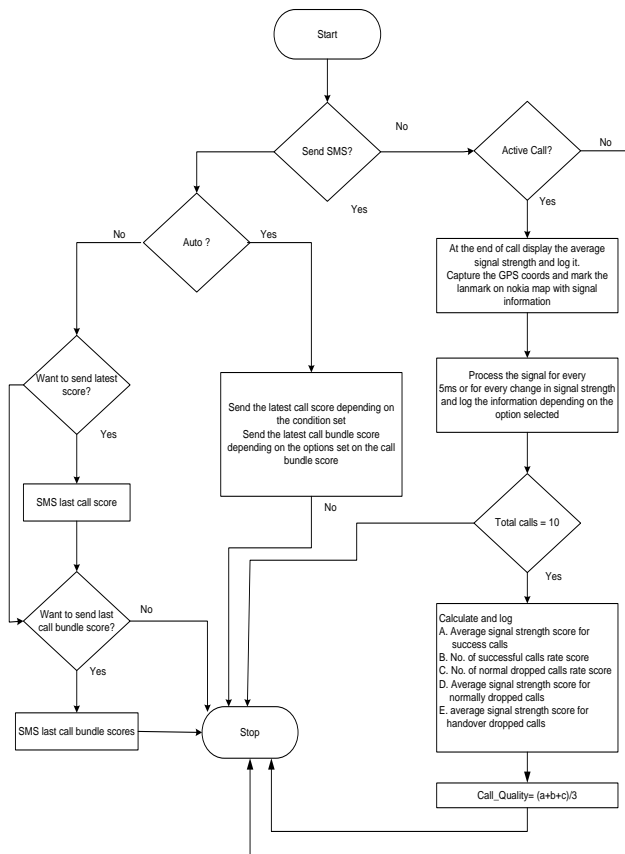 Start
Send SMS?
No
Active Call?
No
Yes
Yes
No
Auto ?
Yes
At the end of call display the average
signal strength and log it.
Capture the GPS coords and mark the
lanmark on nokia map with signal
information
Want to send latest
score?
Yes
Send the latest call score depending on
the condition set
Send the latest call bundle score
depending on the options set on the call
bundle score
Process the signal for every
5ms or for every change in signal strength
and log the information depending on the
option selected
SMS last call score
No
Total calls = 10
Yes
Want to send last
call bundle score?
No
Yes
Calculate and log
A. Average signal strength score for
success calls
B. No. of successful calls rate score
C. No. of normal dropped calls rate score
D. Average signal strength score for
normally dropped calls
E. average signal strength score for
handover dropped calls
SMS last call bundle scores
Stop
Call_Quality= (a+b+c)/3